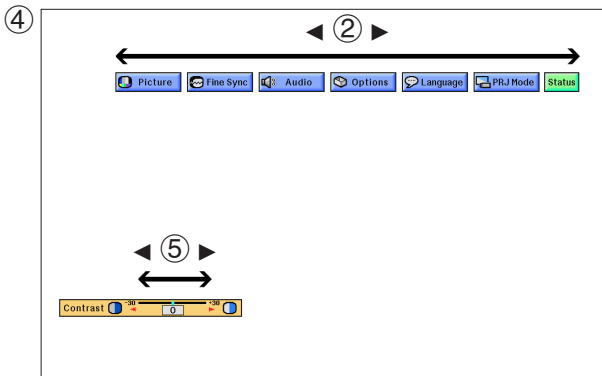 ④
◀ ② ▶
Picture Fine Sync Audio Options Language PRJ Mode Status
◀ ⑤ ▶
Contrast -30 0 +30